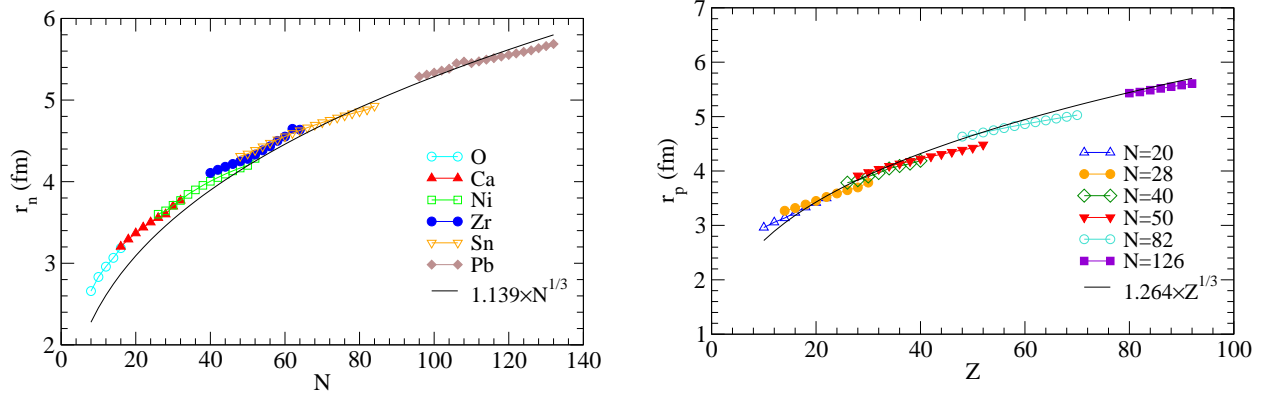 6
5
4
3
2
r_n (fm)
0
20
40
60
80
100
120
140
N
O
Ca
Ni
Zr
Sn
Pb
1.139×N^{1/3}
7
6
5
4
3
2
1
r_p (fm)
0
20
40
60
80
100
Z
N=20
N=28
N=40
N=50
N=82
N=126
1.264×Z^{1/3}